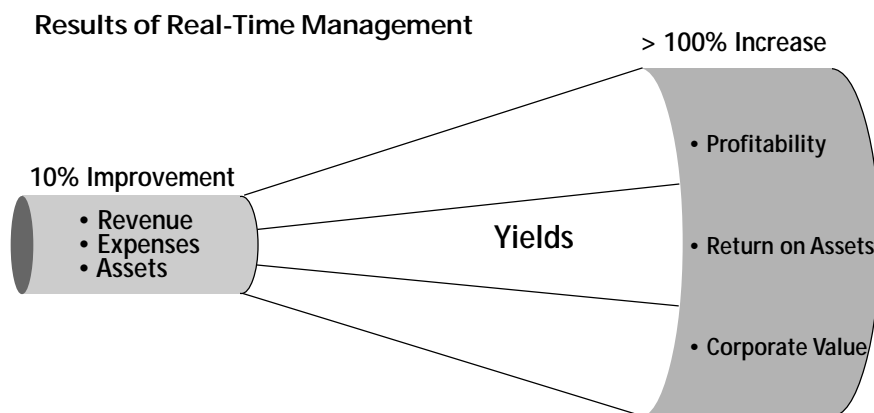 Results of Real-Time Management
> 100% Increase
10% Improvement
• Revenue
• Expenses
• Assets
Yields
• Profitability
• Return on Assets
• Corporate Value